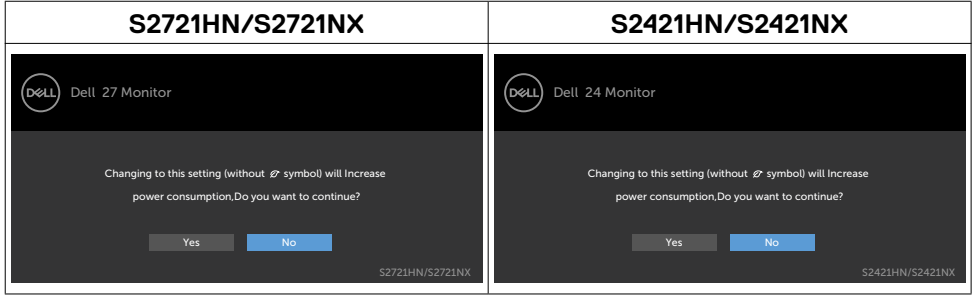 S2721HN/S2721NX
S2421HN/S2421NX
DELL Dell 27 Monitor
Changing to this setting (without symbol) will Increase
power consumption,Do you want to continue?
Yes No
S2721HN/S2721NX
DELL Dell 24 Monitor
Changing to this setting (without symbol) will Increase
power consumption,Do you want to continue?
Yes No
S2421HN/S2421NX